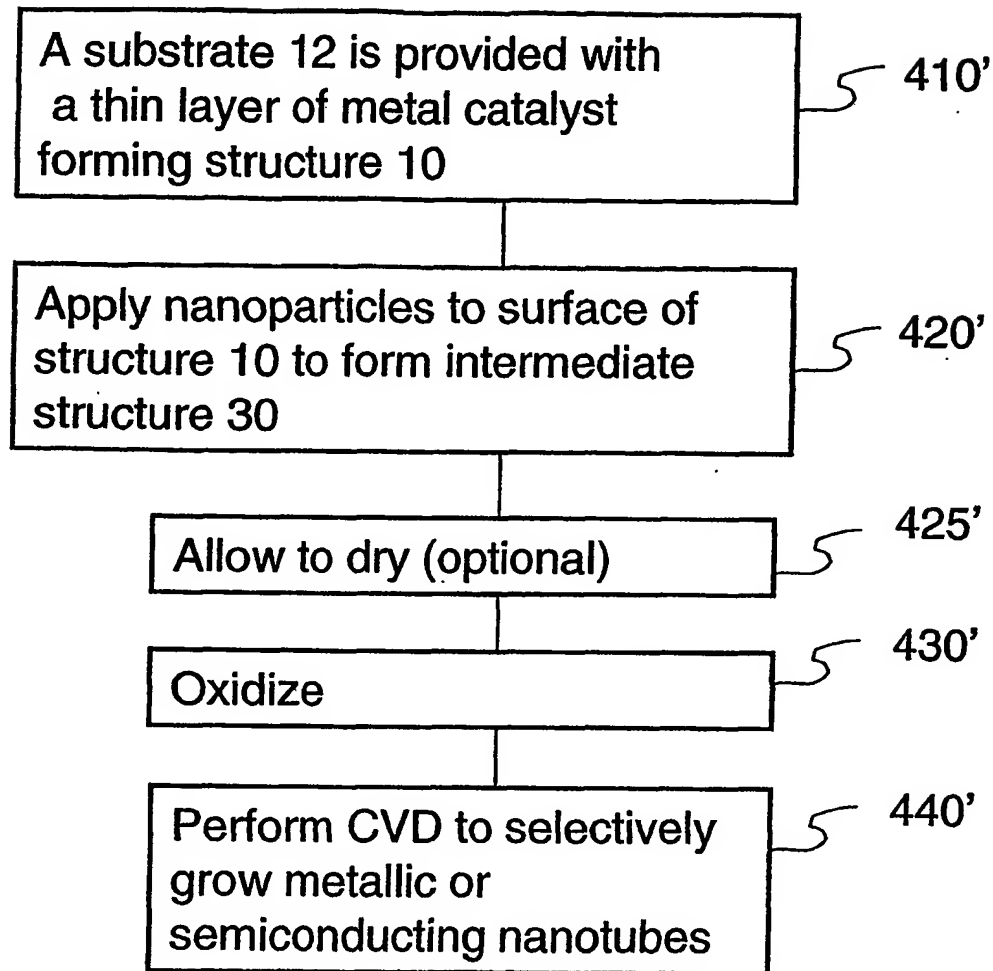 A substrate 12 is provided with
a thin layer of metal catalyst
forming structure 10
410'
Apply nanoparticles to surface of
structure 10 to form intermediate
structure 30
420'
Allow to dry (optional)
425'
Oxidize
430'
Perform CVD to selectively
grow metallic or
semiconducting nanotubes
440'